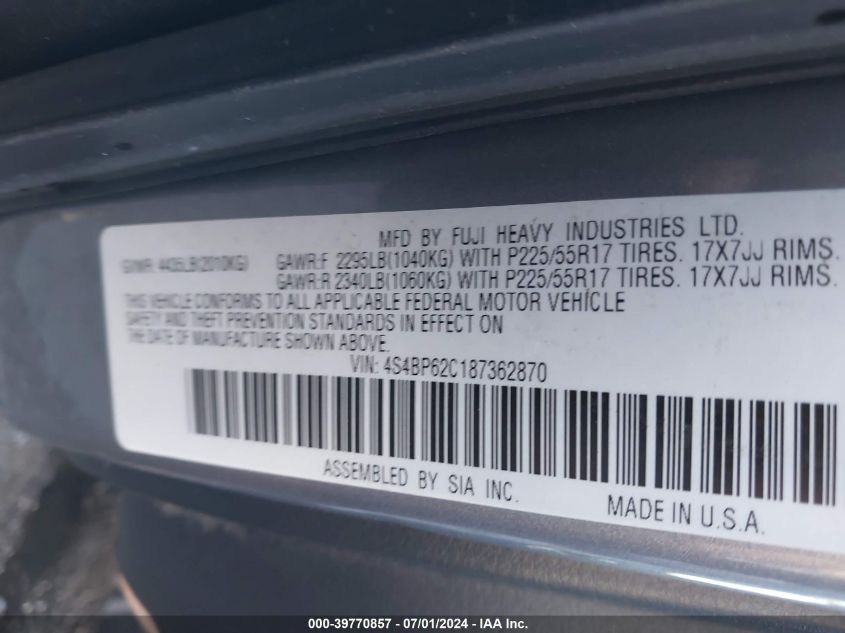 MFD BY FUJI HEAVY INDUSTRIES LTD.
GVWR: 4435LB(2010KG) GAWR:F 2295LB(1040KG) WITH P225/55R17 TIRES. 17X7JJ RIMS.
GAWR:R 2340LB(1060KG) WITH P225/55R17 TIRES. 17X7JJ RIMS.
THIS VEHICLE CONFORMS TO ALL APPLICABLE FEDERAL MOTOR VEHICLE
SAFETY AND THEFT PREVENTION STANDARDS IN EFFECT ON
THE DATE OF MANUFACTURE SHOWN ABOVE.
VIN: 4S4BP62C187362870
ASSEMBLED BY SIA INC.
MADE IN U.S.A.
000-39770857 / 07/01/2024 - IAA Inc.